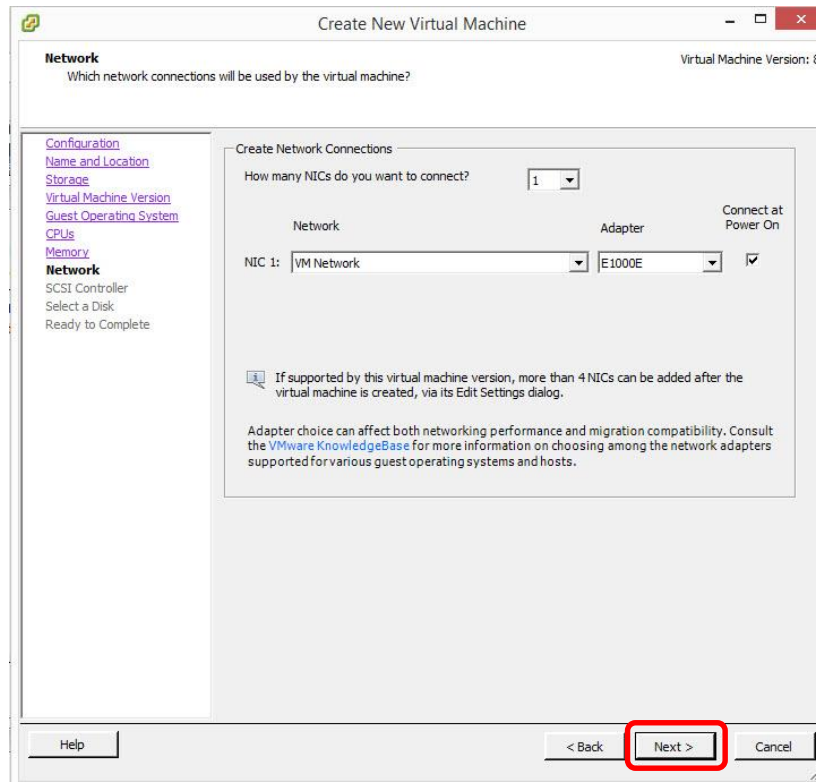 Create New Virtual Machine
Network
Which network connections will be used by the virtual machine?
Virtual Machine Version: 8
Configuration
Name and Location
Storage
Virtual Machine Version
Guest Operating System
CPUs
Memory
Network
SCSI Controller
Select a Disk
Ready to Complete
Create Network Connections
How many NICs do you want to connect?
1
Network
Adapter
Connect at
Power On
NIC 1:
VM Network
E1000E
If supported by this virtual machine version, more than 4 NICs can be added after the
virtual machine is created, via its Edit Settings dialog.
Adapter choice can affect both networking performance and migration compatibility. Consult
the VMware KnowledgeBase for more information on choosing among the network adapters
supported for various guest operating systems and hosts.
Help
< Back
Next >
Cancel